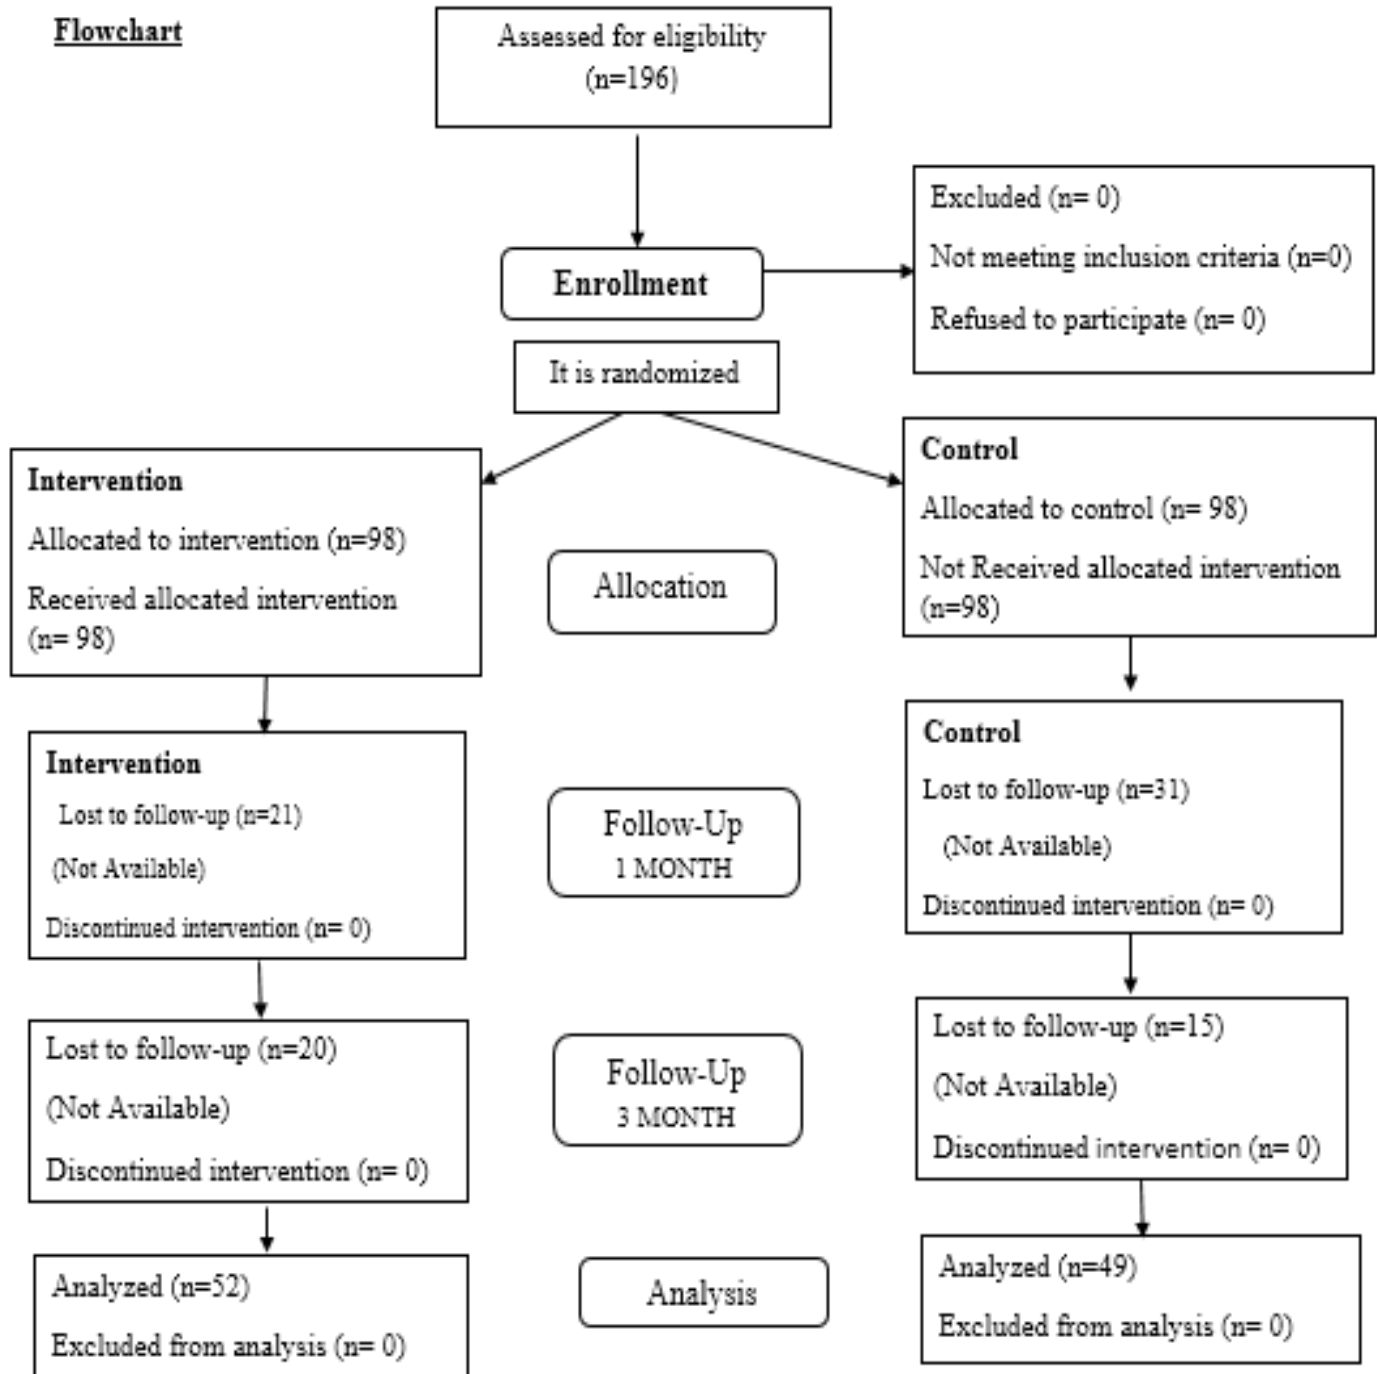 Flowchart
Assessed for eligibility
(n=196)
Excluded (n= 0)
Not meeting inclusion criteria (n=0)
Refused to participate (n= 0)
Enrollment
It is randomized
Intervention
Allocated to intervention (n=98)
Received allocated intervention
(n= 98)
Allocation
Control
Allocated to control (n= 98)
Not Received allocated intervention
(n=98)
Intervention
Lost to follow-up (n=21)
(Not Available)
Discontinued intervention (n= 0)
Follow-Up
1 MONTH
Control
Lost to follow-up (n=31)
(Not Available)
Discontinued intervention (n= 0)
Lost to follow-up (n=20)
(Not Available)
Discontinued intervention (n= 0)
Follow-Up
3 MONTH
Lost to follow-up (n=15)
(Not Available)
Discontinued intervention (n= 0)
Analyzed (n=52)
Excluded from analysis (n= 0)
Analysis
Analyzed (n=49)
Excluded from analysis (n= 0)